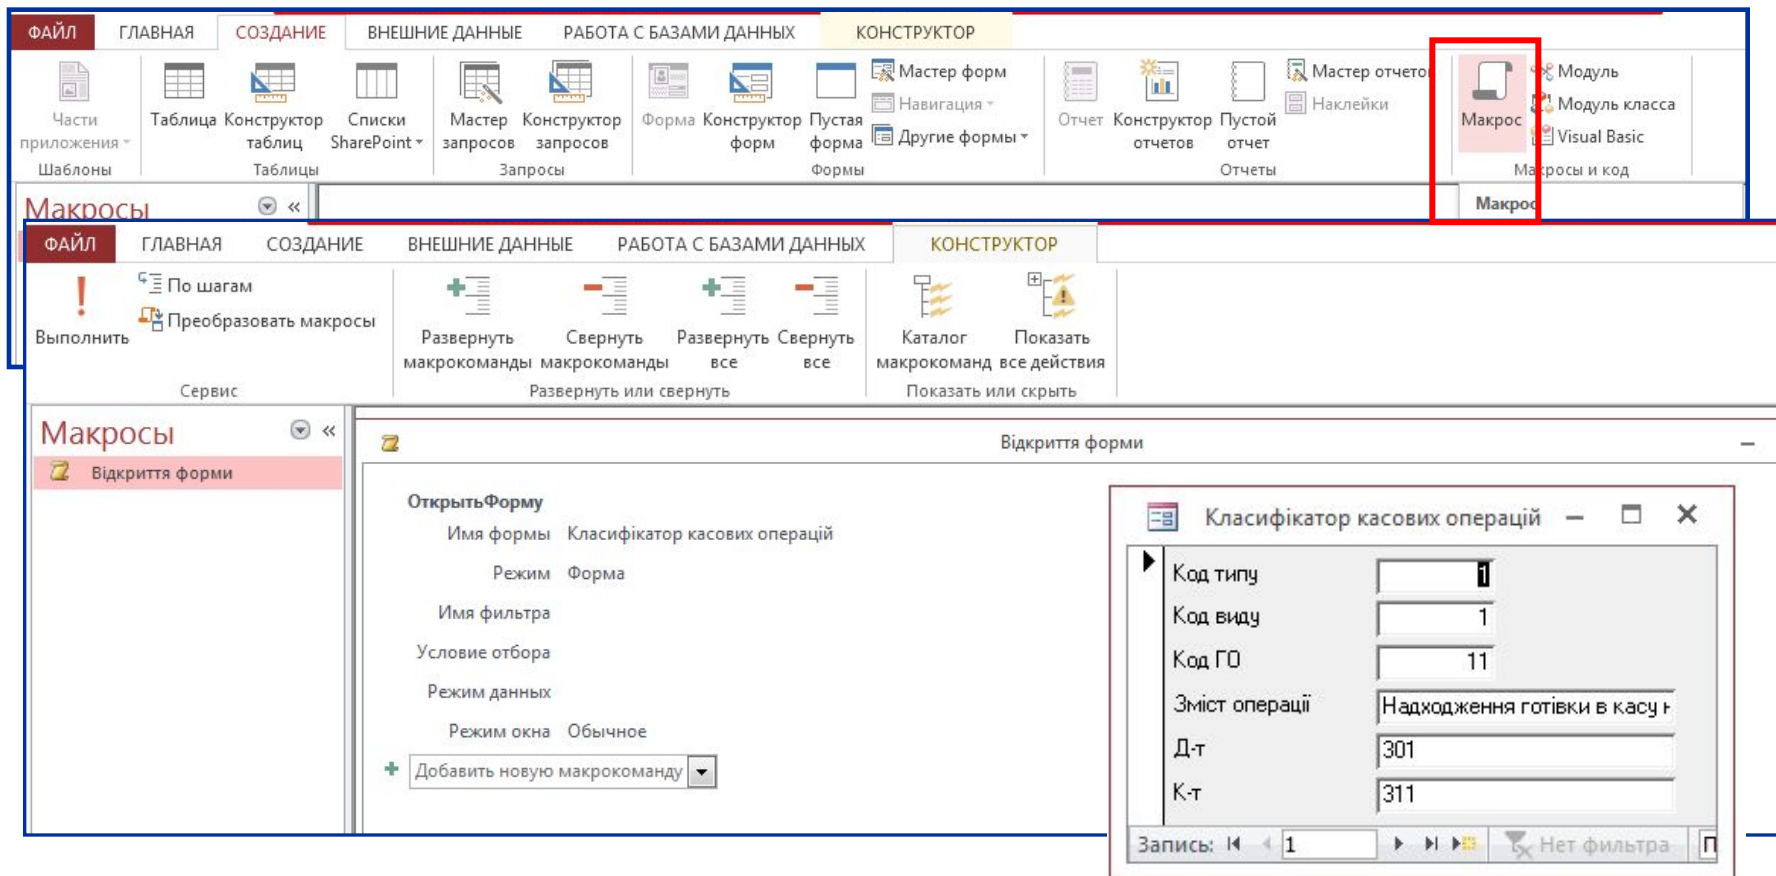 ФАЙЛ ГЛАВНАЯ СОЗДАНИЕ ВНЕШНИЕ ДАННЫЕ РАБОТА С БАЗАМИ ДАННЫХ КОНСТРУКТОР
Части приложения
Таблица
Конструктор таблиц
Списки SharePoint
Мастер запросов
Конструктор запросов
Форма
Конструктор форм
Пустая форма
Мастер форм
Навигация
Другие формы
Отчет
Конструктор отчетов
Пустой отчет
Мастер отчетов
Наклейки
Макрос
Модуль
Модуль класса
Visual Basic
Шаблоны Таблицы Запросы Формы Отчеты Макросы и код
Макросы
Макрос
ФАЙЛ ГЛАВНАЯ СОЗДАНИЕ ВНЕШНИЕ ДАННЫЕ РАБОТА С БАЗАМИ ДАННЫХ КОНСТРУКТОР
Выполнить
По шагам
Преобразовать макросы
Развернуть макрокоманды
Свернуть макрокоманды
Развернуть все
Свернуть все
Каталог макрокоманд
Показать все действия
Сервис Развернуть или свернуть Показать или скрыть
Макросы
Відкриття форми
Відкриття форми
ОткрытьФорму
Имя формы Класифікатор касових операцій
Режим Форма
Имя фильтра
Условие отбора
Режим данных
Режим окна Обычное
Добавить новую макрокоманду
Класифікатор касових операцій
Код типу 1
Код виду 1
Код ГО 11
Зміст операції Надходження готівки в касу
Д-т 301
К-т 311
Запись: 1 Нет фильтра П